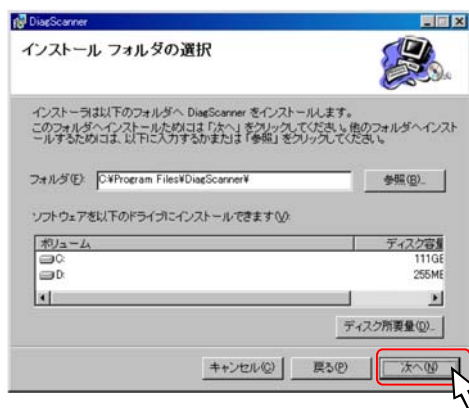 DiagScanner
インストール フォルダの選択
インストーラは以下のフォルダへ DiagScanner をインストールします。
このフォルダへインストールためには「次へ」をクリックしてください。他のフォルダへインスト
ールするためには、以下に入力するかまたは「参照」をクリックしてください。
フォルダ(F): C:¥Program Files¥DiagScanner¥ 参照(R)...
ソフトウェアを以下のドライブにインストールできます(V):
ボリューム ディスク容量
C: 111GB
D: 255MB
ディスク所要量(D)...
キャンセル(C) 戻る(P) 次へ(N)